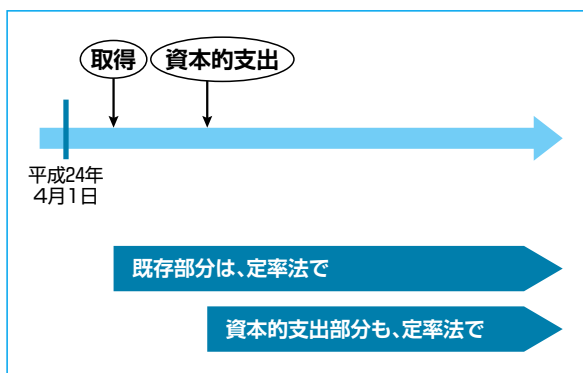 取得
資本的支出
平成24年
4月1日
既存部分は、定率法で
資本的支出部分も、定率法で